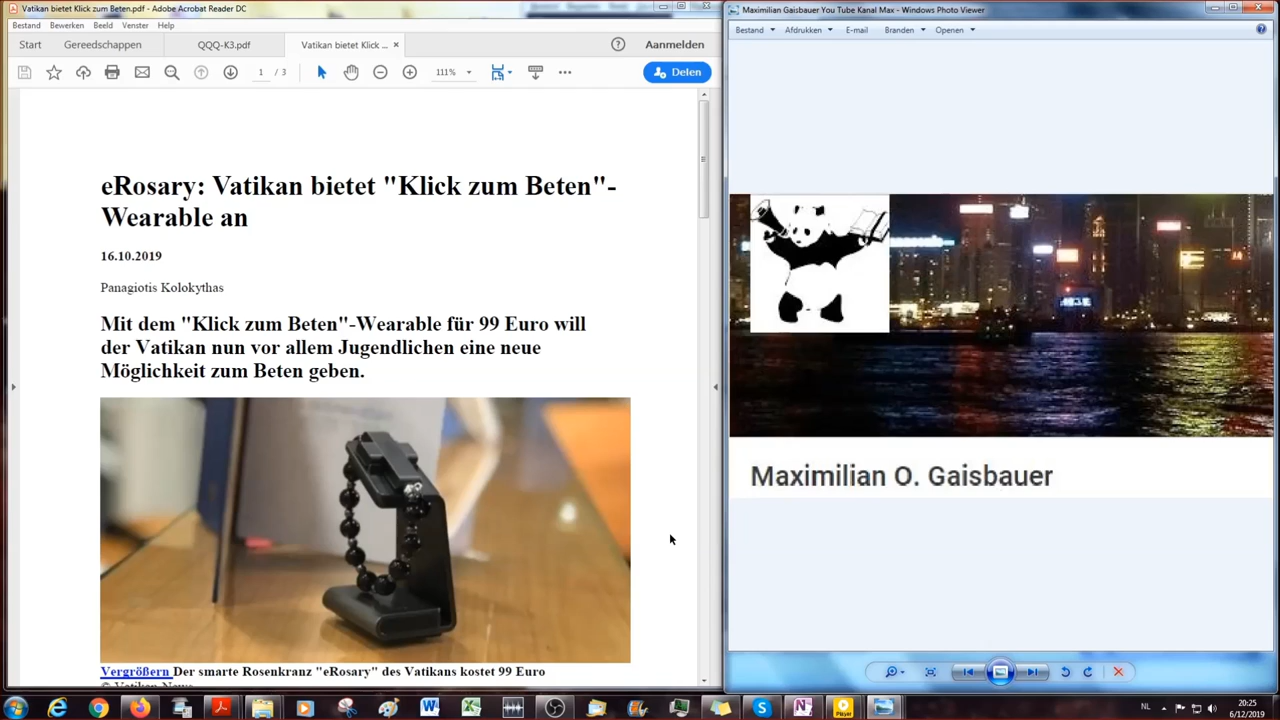 Vatikan bietet Klick zum Beten.pdf - Adobe Acrobat Reader DC
Bestand Bewerken Beeld Venster Help
Start Gereedschappen QQQ-K3.pdf Vatikan bietet Klick ... × Aanmelden
1 / 3 111% Delen
eRosary: Vatikan bietet "Klick zum Beten"-
Wearable an
16.10.2019
Panagiotis Kolokythas
Mit dem "Klick zum Beten"-Wearable für 99 Euro will
der Vatikan nun vor allem Jugendlichen eine neue
Möglichkeit zum Beten geben.
Vergrößern Der smarte Rosenkranz "eRosary" des Vatikans kostet 99 Euro
© Vatikan News
Maximilian Gaisbauer You Tube Kanal Max - Windows Photo Viewer
Bestand Afdrukken E-mail Branden Openen
Maximilian O. Gaisbauer
Player
NL 20:25
6/12/2019